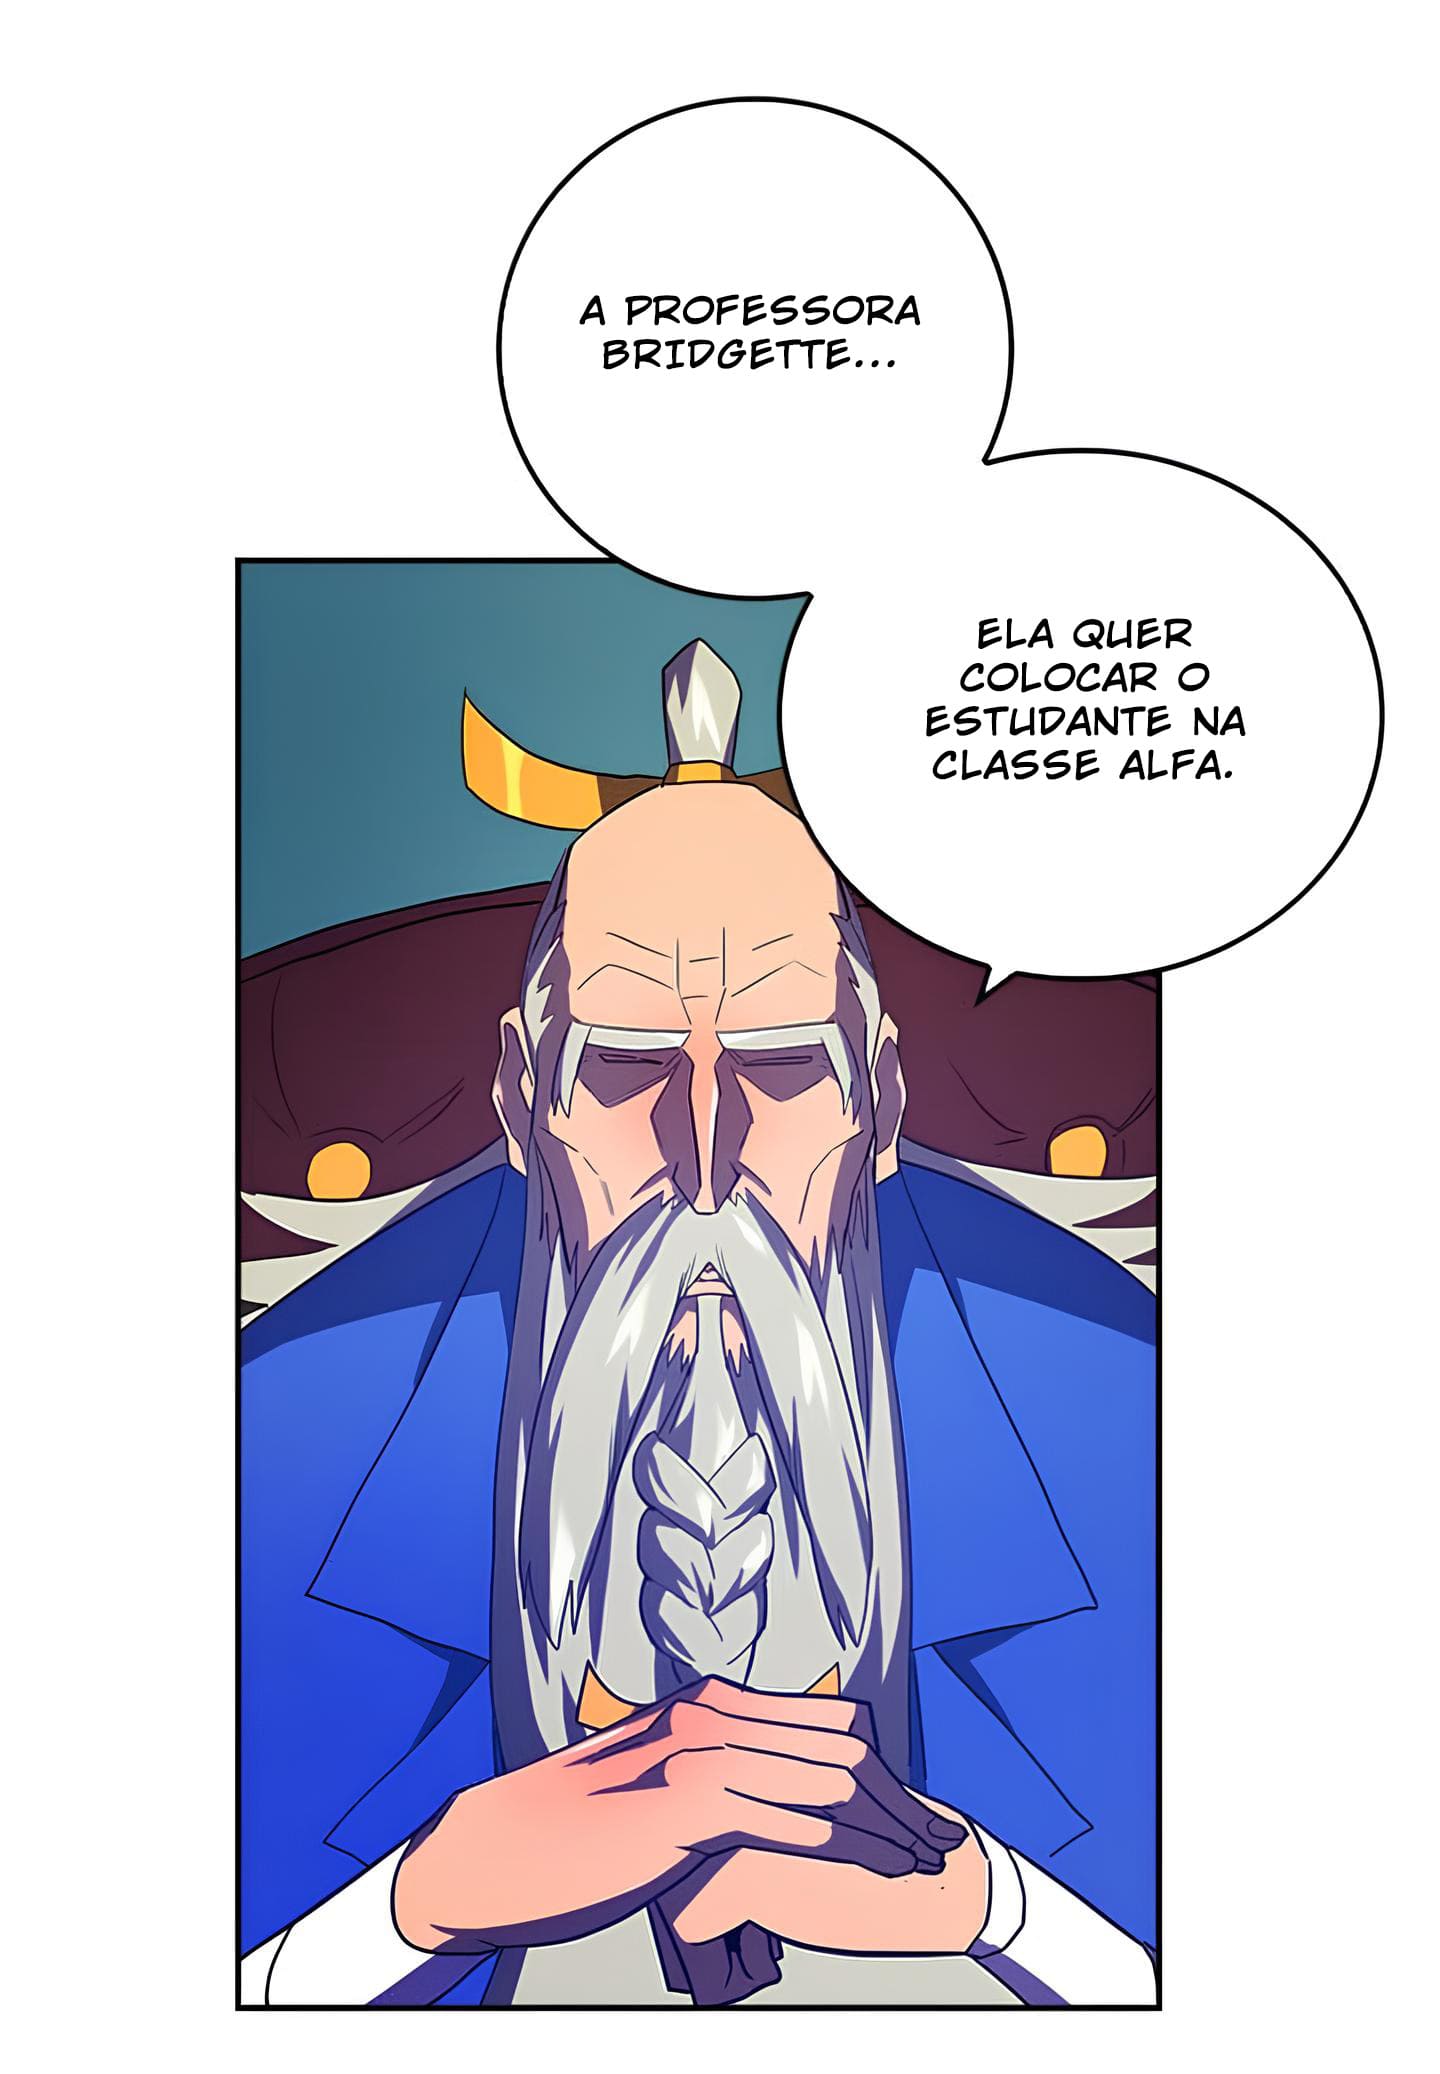 A PROFESSORA
BRIDGETTE...
ELA QUER
COLOCAR O
ESTUDANTE NA
CLASSE ALFA.